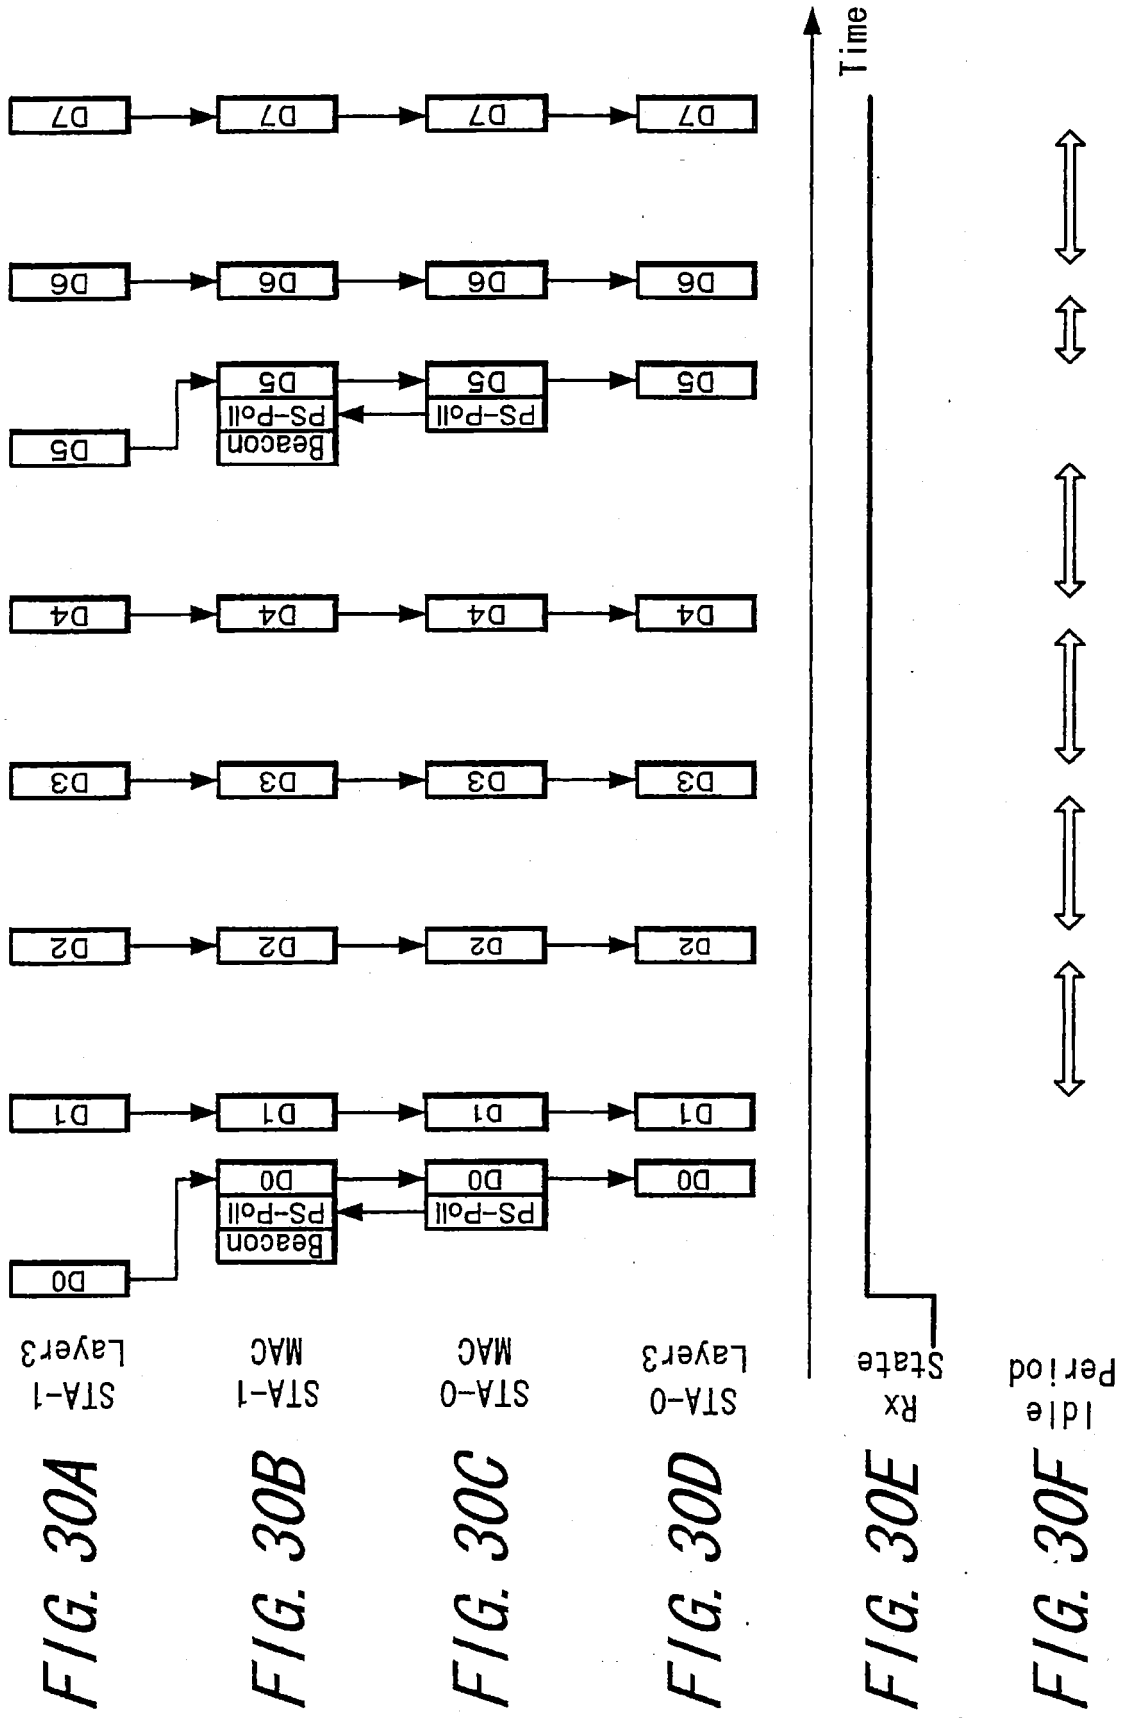 FIG. 30A
STA-1
Layer3
D0
D1
D2
D3
D4
D5
D6
D7
FIG. 30B
STA-1
MAC
Beacon
PS-Poll
D0
D1
D2
D3
D4
Beacon
PS-Poll
D5
D6
D7
FIG. 30C
STA-0
MAC
PS-Poll
D0
D1
D2
D3
D4
PS-Poll
D5
D6
D7
FIG. 30D
STA-0
Layer3
D0
D1
D2
D3
D4
D5
D6
D7
Time
FIG. 30E
Rx
State
FIG. 30F
Idle
Period